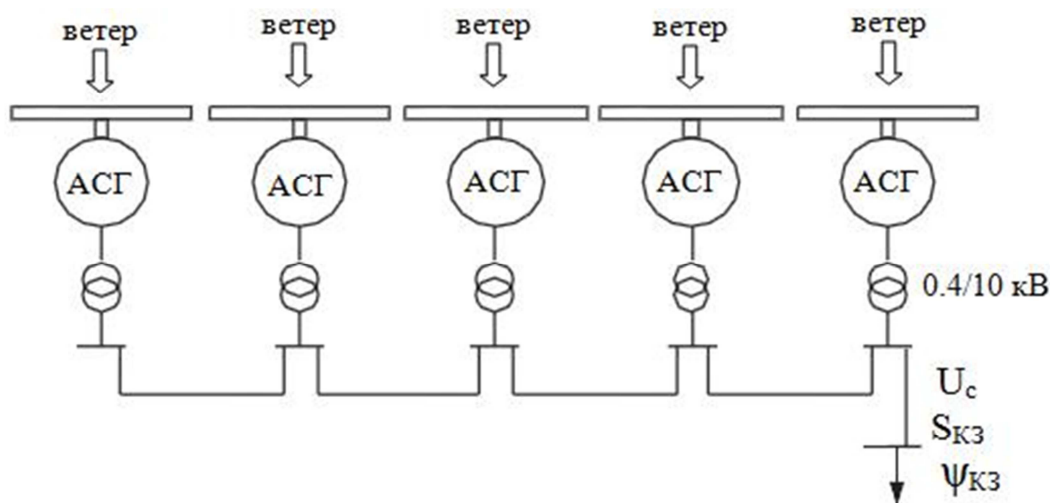 ветер ветер ветер ветер ветер
АСГ АСГ АСГ АСГ АСГ
0.4/10 кВ
Uс
SКЗ
ψКЗ